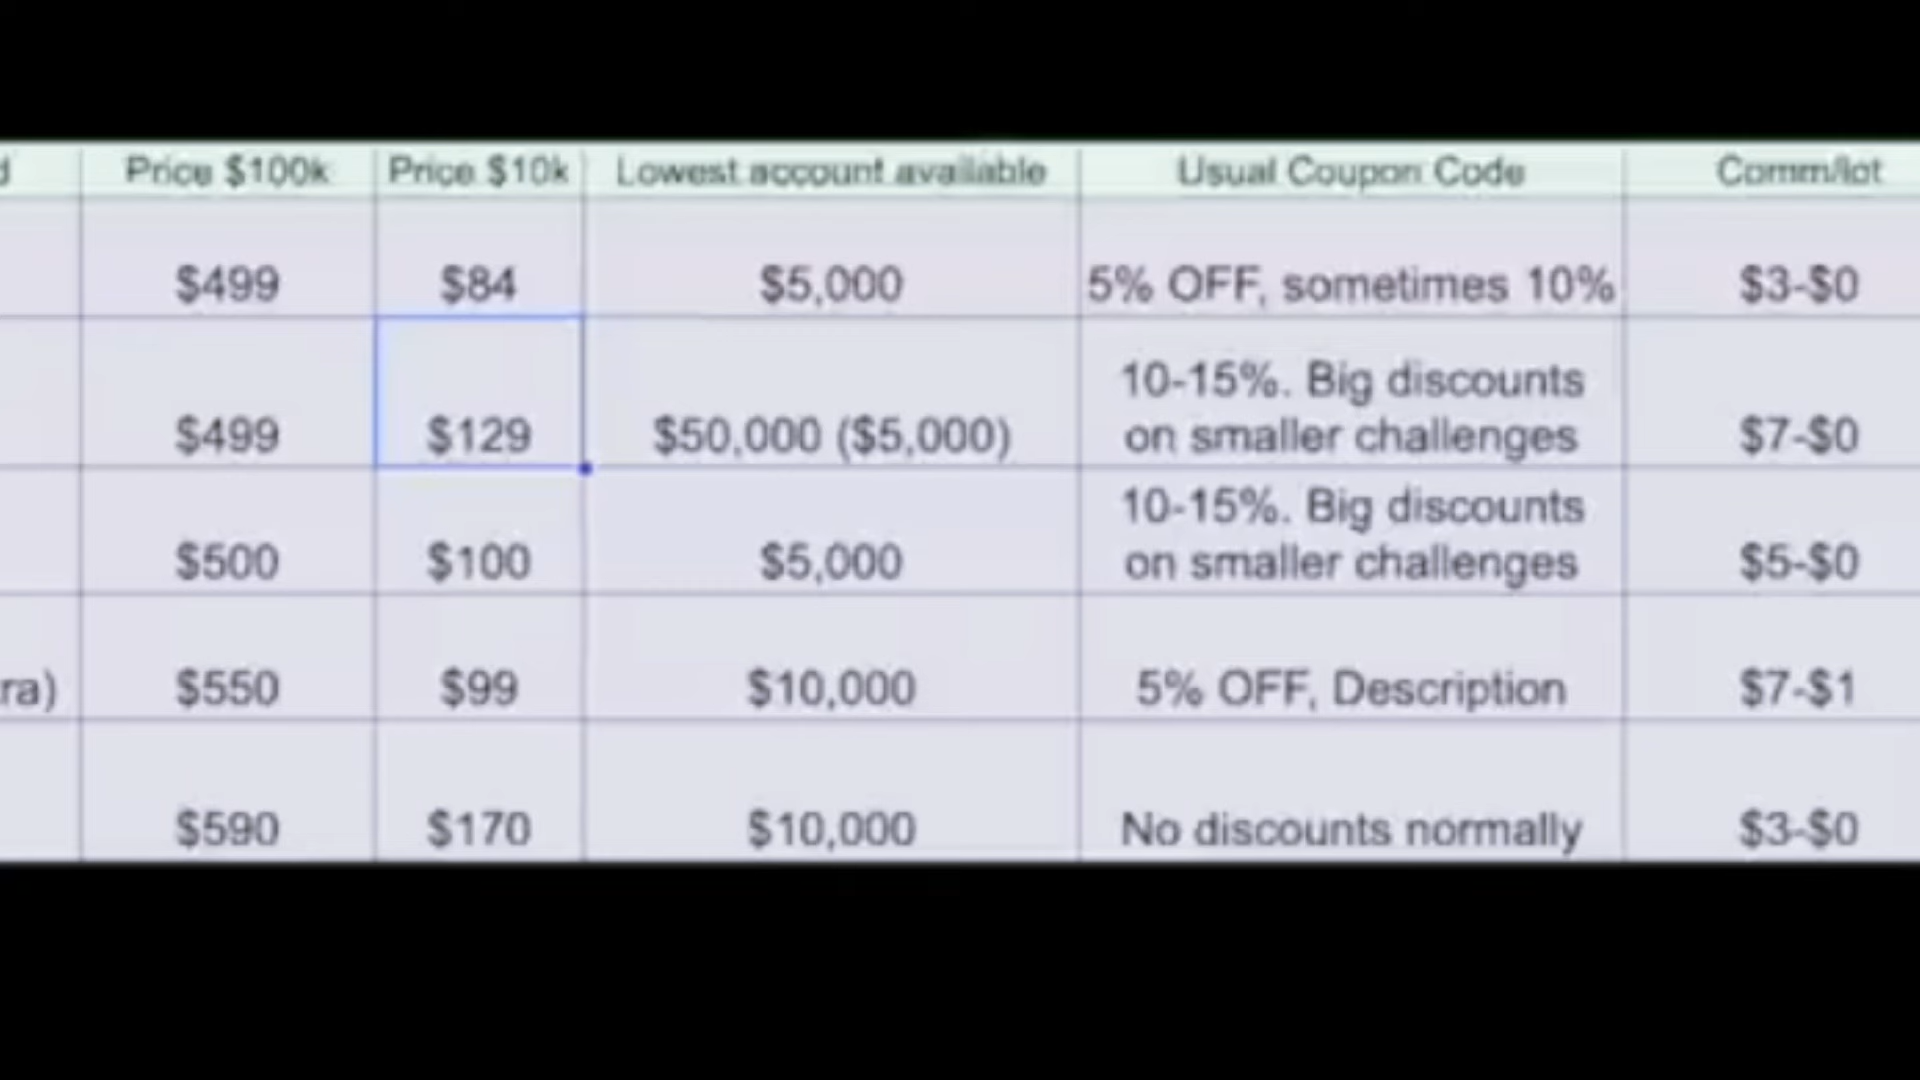 d Price $100k Price $10k Lowest account available Usual Coupon Code Comm/lot
$499 $84 $5,000 5% OFF, sometimes 10% $3-$0
10-15%. Big discounts
$499 $129 $50,000 ($5,000) on smaller challenges $7-$0
10-15%. Big discounts
$500 $100 $5,000 on smaller challenges $5-$0
ra) $550 $99 $10,000 5% OFF, Description $7-$1
$590 $170 $10,000 No discounts normally $3-$0